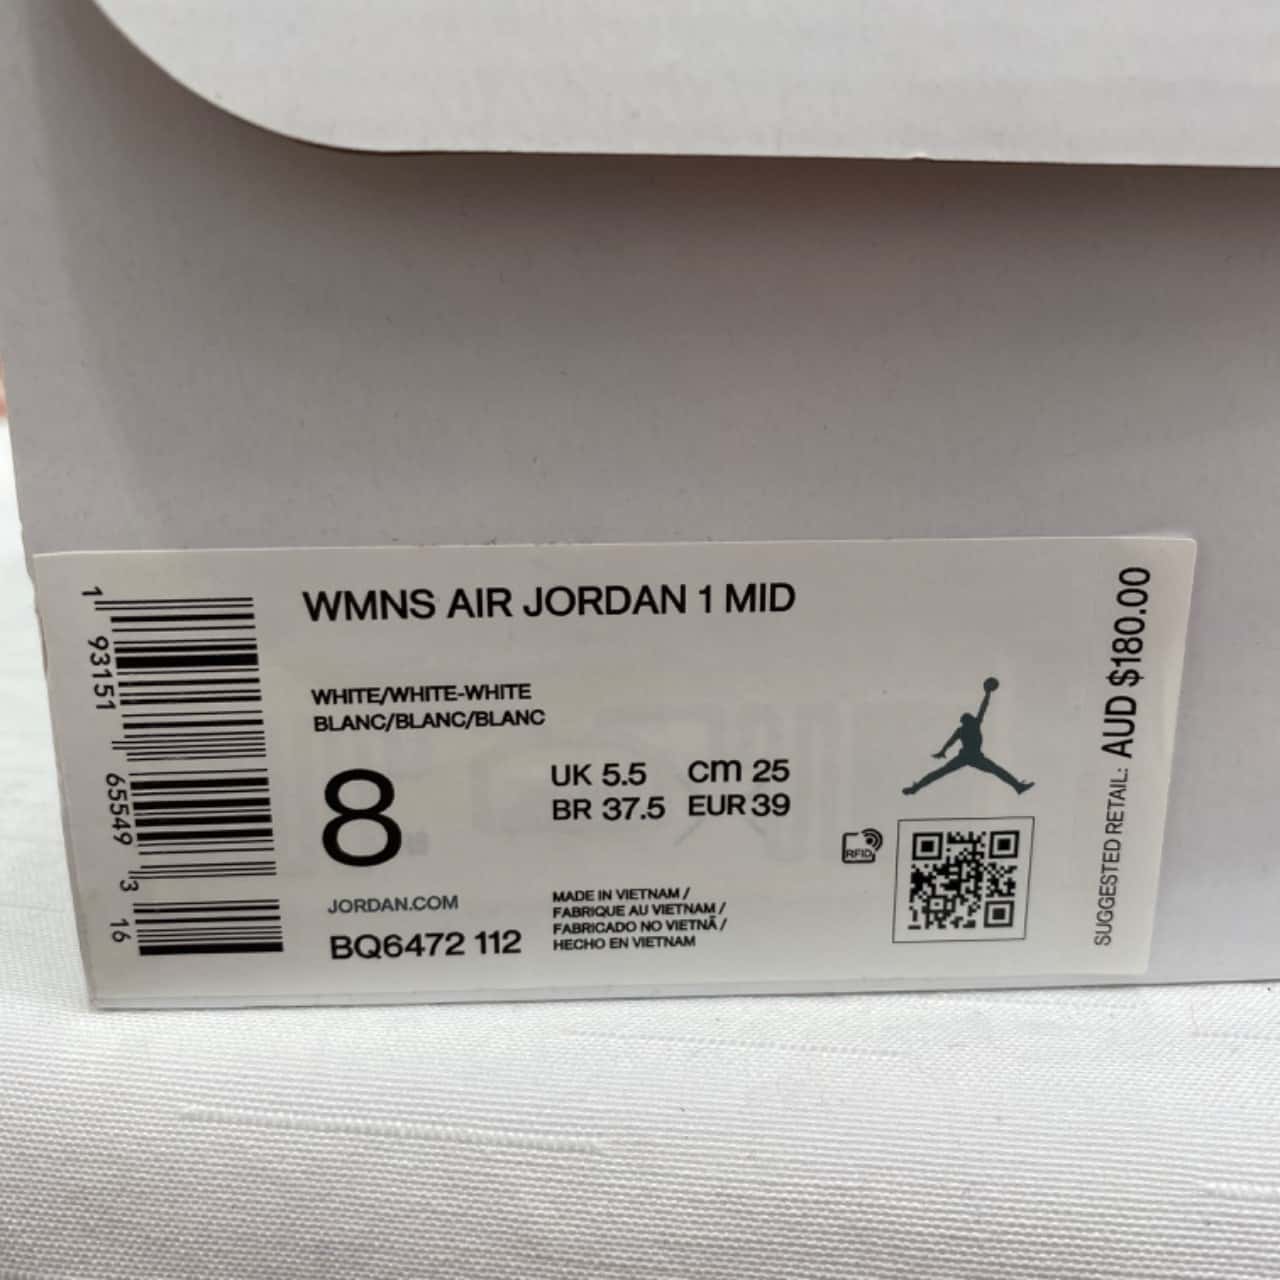 WMNS AIR JORDAN 1 MID
WHITE/WHITE-WHITE
BLANC/BLANC/BLANC
8
UK 5.5 CM 25
BR 37.5 EUR 39
JORDAN.COM
BQ6472 112
MADE IN VIETNAM /
FABRIQUE AU VIETNAM /
FABRICADO NO VIETNÃ /
HECHO EN VIETNAM
RFID
SUGGESTED RETAIL: AUD $180.00
1 93151 65549 3 16